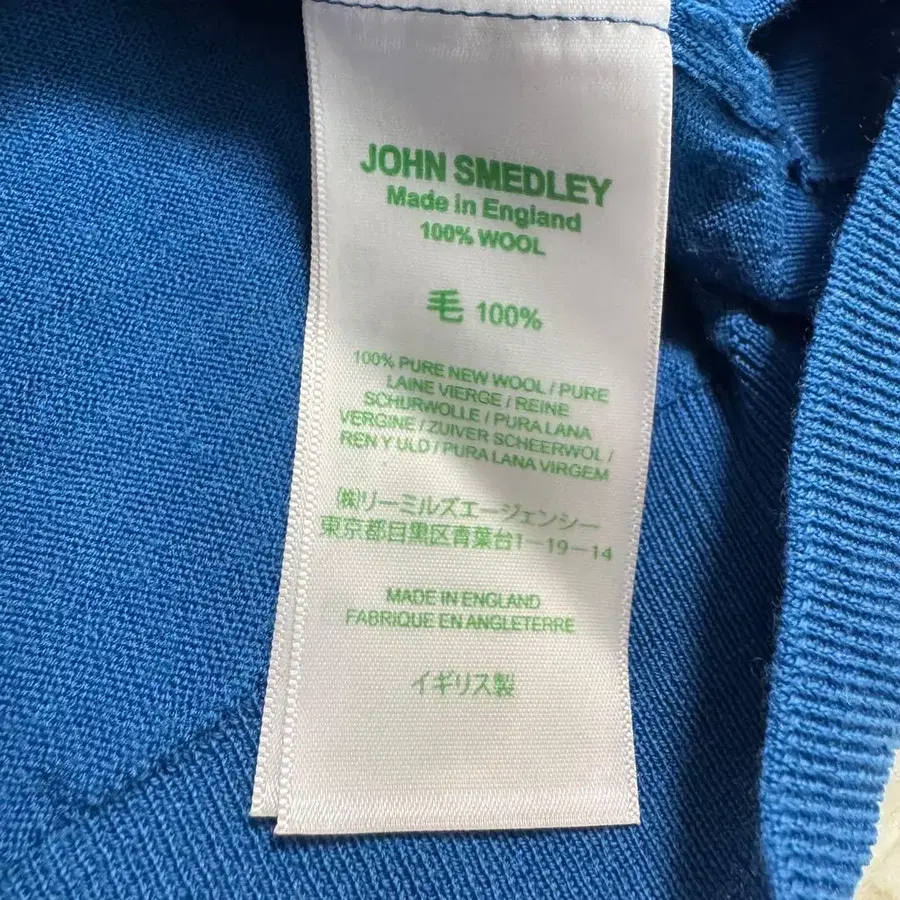 JOHN SMEDLEY
Made in England
100% WOOL
毛 100%
100% PURE NEW WOOL / PURE
LAINE VIERGE / REINE
SCHURWOLLE / PURA LANA
VERGINE / ZUIVER SCHEERWOL /
REN Y ULD / PURA LANA VIRGEM
(株)リーミルズエージェンシー
東京都目黒区青葉台1-19-14
MADE IN ENGLAND
FABRIQUE EN ANGLETERRE
イギリス製